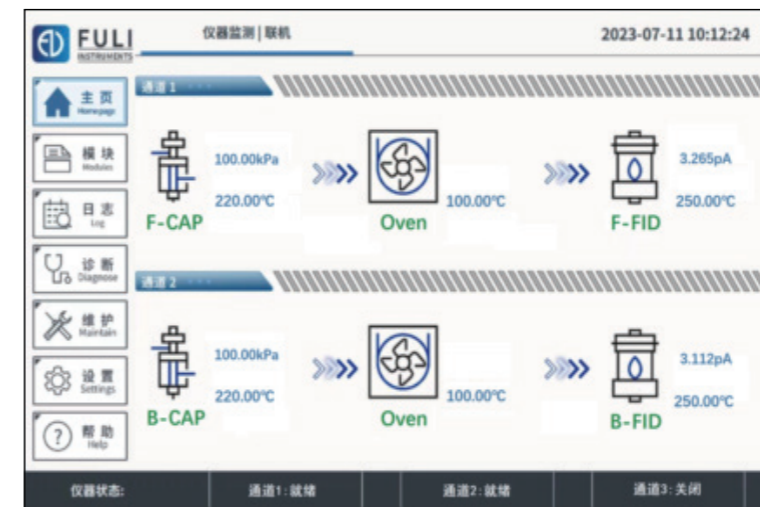 FULI
INSTRUMENTS
仪器监测 | 联机
2023-07-11 10:12:24
主页
Homepage
模块
Modules
日志
Log
诊断
Diagnose
维护
Maintain
设置
Settings
帮助
Help
通道 1
100.00kPa
220.00℃
F-CAP
Oven
100.00℃
3.265pA
250.00℃
F-FID
通道 2
100.00kPa
220.00℃
B-CAP
Oven
100.00℃
3.112pA
250.00℃
B-FID
仪器状态:
通道1:就绪
通道2:就绪
通道3:关闭